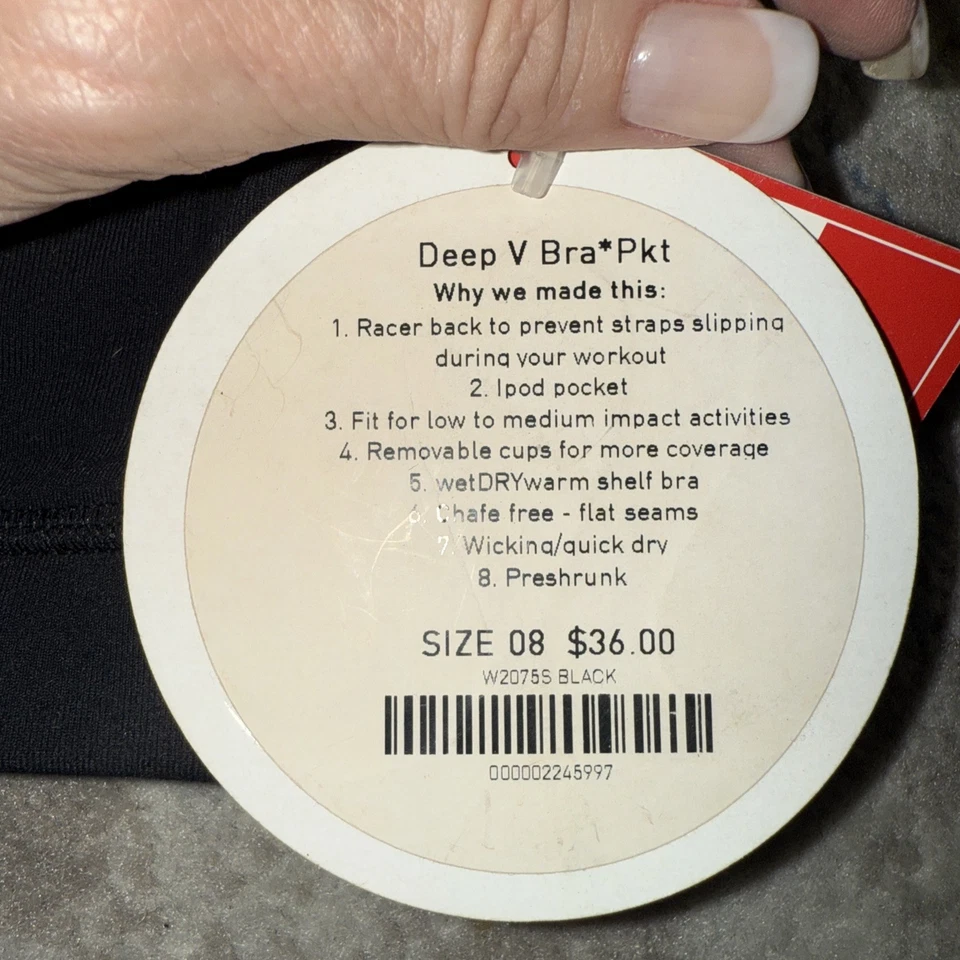 Deep V Bra*Pkt
Why we made this:
1. Racer back to prevent straps slipping
during your workout
2. Ipod pocket
3. Fit for low to medium impact activities
4. Removable cups for more coverage
5. wetDRYwarm shelf bra
6. Chafe free - flat seams
7. Wicking/quick dry
8. Preshrunk
SIZE 08 $36.00
W2075S BLACK
000002245997